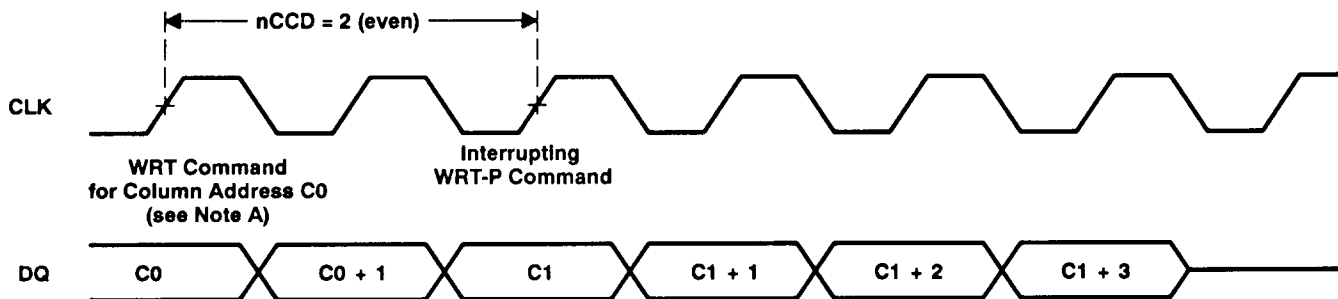 nCCD = 2 (even)
CLK
WRT Command
for Column Address C0
(see Note A)
Interrupting
WRT-P Command
DQ
C0
C0 + 1
C1
C1 + 1
C1 + 2
C1 + 3